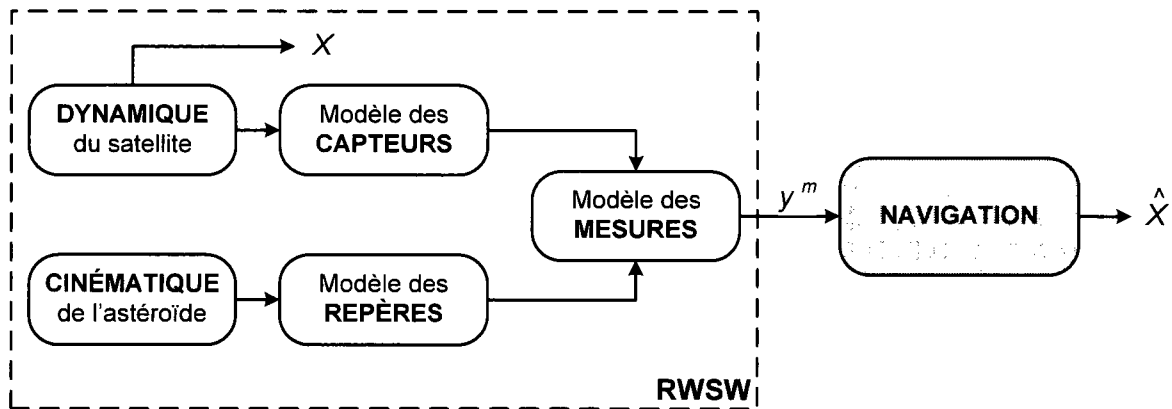 X
DYNAMIQUE
du satellite
Modèle des
CAPTEURS
Modèle des
MESURES
y^m
NAVIGATION
X̂
CINÉMATIQUE
de l'astéroïde
Modèle des
REPÈRES
RWSW